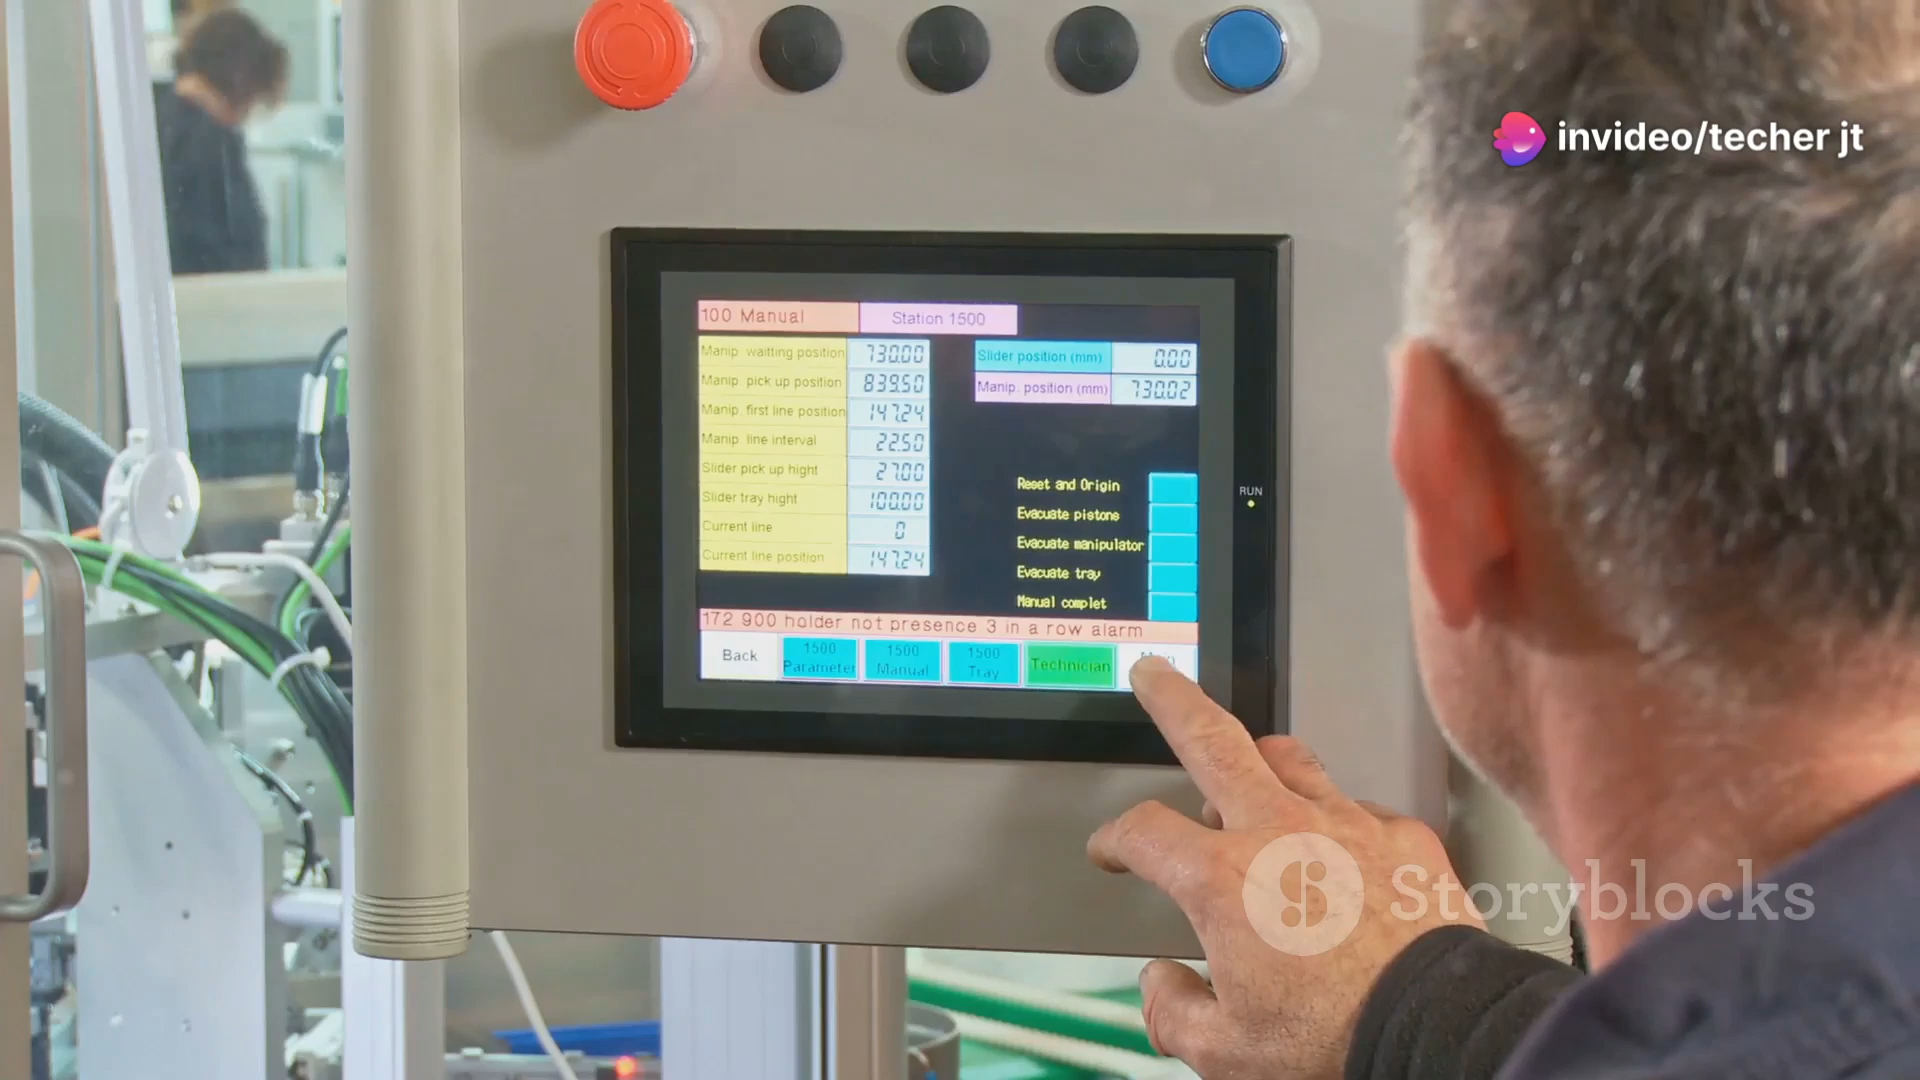 invideo/techer jt
100 Manual
Station 1500
Manip. waitting position 730.00
Manip. pick up position 839.50
Manip. first line position 147.24
Manip. line interval 22.50
Slider pick up hight 27.00
Slider tray hight 100.00
Current line 0
Current line position 147.24
Slider position (mm) 0.00
Manip. position (mm) 730.02
RUN
Reset and Origin
Evacuate pistons
Evacuate manipulator
Evacuate tray
Manual complet
172 900 holder not presence 3 in a row alarm
Back
1500 Parameter
1500 Manual
1500 Tray
Technician
Storyblocks